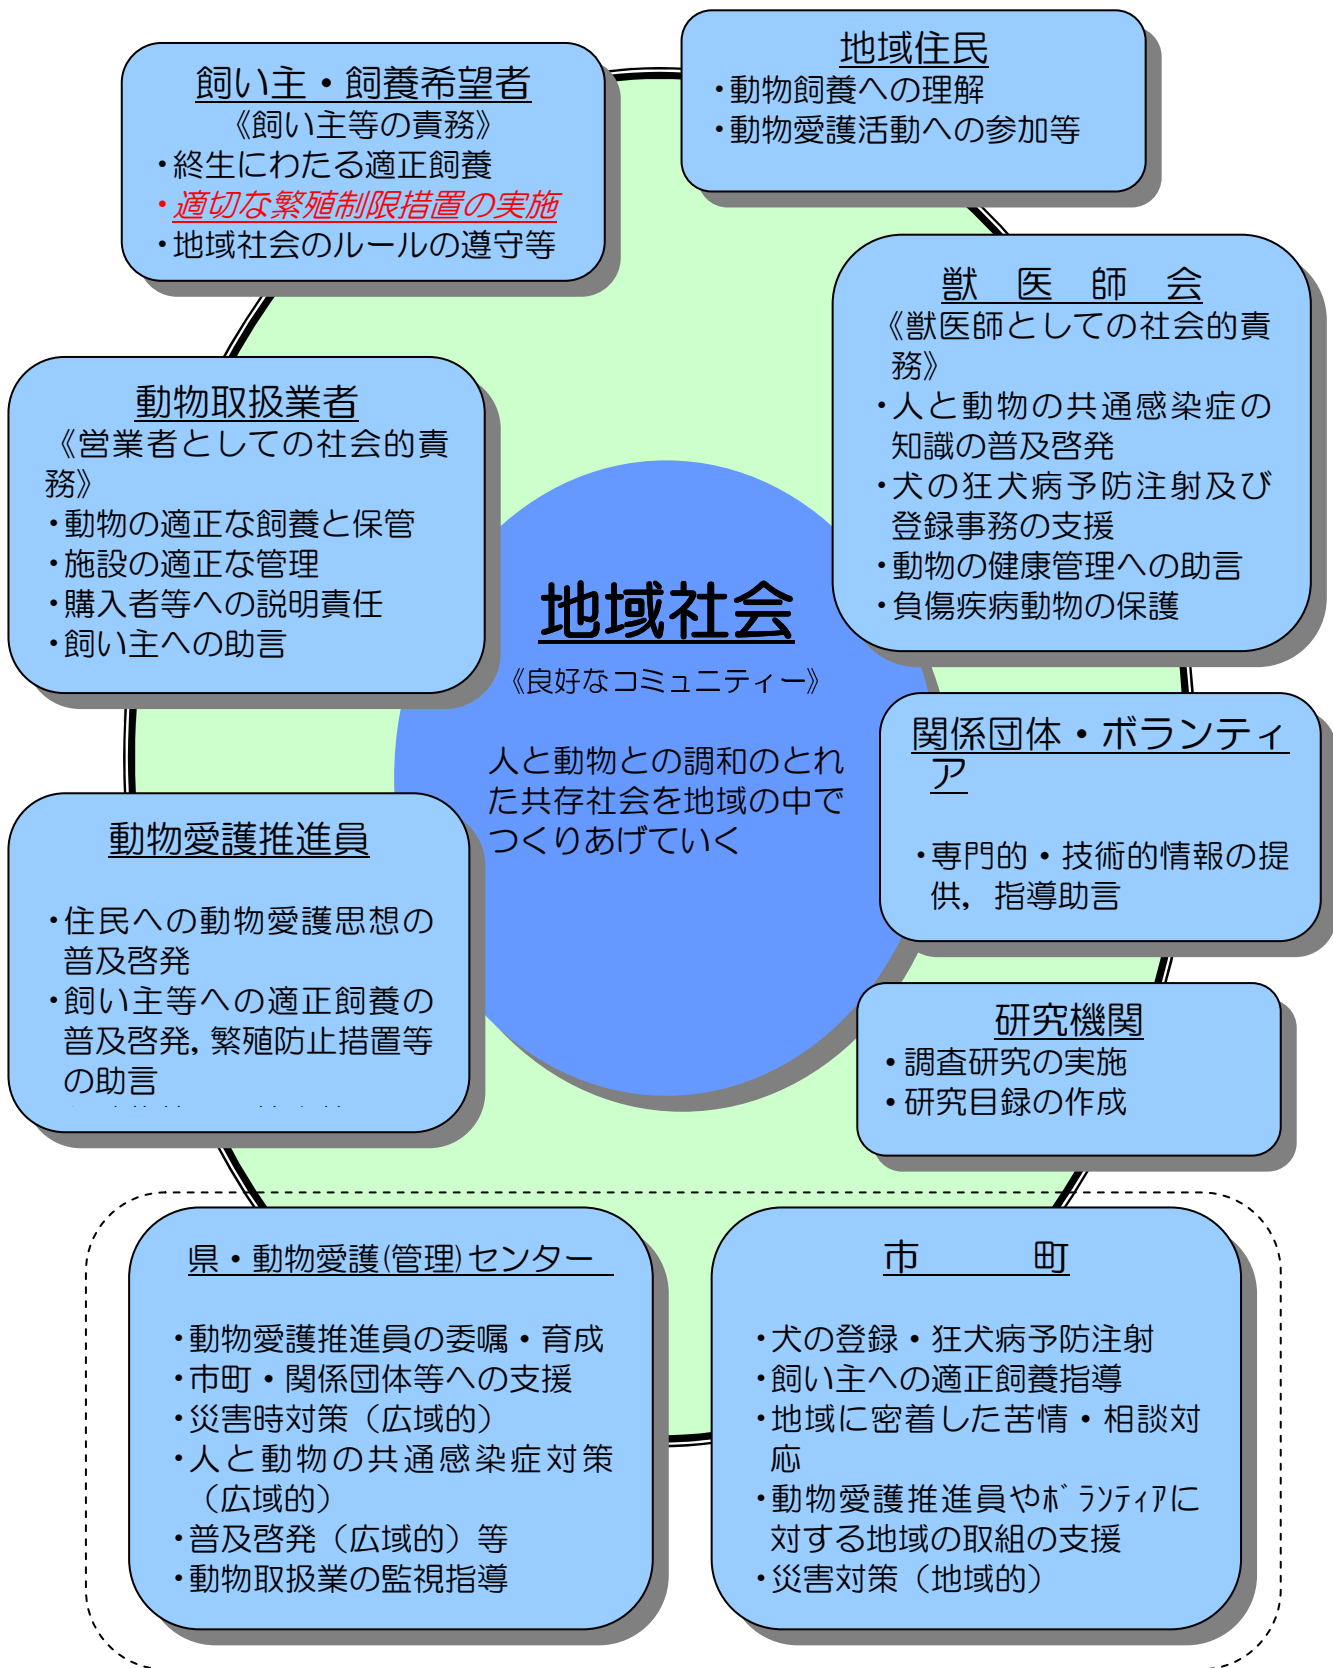 飼い主・飼養希望者
《飼い主等の責務》
・終生にわたる適正飼養
・適切な繁殖制限措置の実施
・地域社会のルールの遵守等
地域住民
・動物飼養への理解
・動物愛護活動への参加等
獣　医　師　会
《獣医師としての社会的責
務》
・人と動物の共通感染症の
知識の普及啓発
・犬の狂犬病予防注射及び
登録事務の支援
・動物の健康管理への助言
・負傷疾病動物の保護
動物取扱業者
《営業者としての社会的責
務》
・動物の適正な飼養と保管
・施設の適正な管理
・購入者等への説明責任
・飼い主への助言
地域社会
《良好なコミュニティー》
人と動物との調和のとれ
た共存社会を地域の中で
つくりあげていく
関係団体・ボランティ
ア
・専門的・技術的情報の提
供，指導助言
動物愛護推進員
・住民への動物愛護思想の
普及啓発
・飼い主等への適正飼養の
普及啓発，繁殖防止措置等
の助言
研究機関
・調査研究の実施
・研究目録の作成
県・動物愛護(管理)センター
・動物愛護推進員の委嘱・育成
・市町・関係団体等への支援
・災害時対策（広域的）
・人と動物の共通感染症対策
（広域的）
・普及啓発（広域的）等
・動物取扱業の監視指導
市　　　町
・犬の登録・狂犬病予防注射
・飼い主への適正飼養指導
・地域に密着した苦情・相談対
応
・動物愛護推進員やﾎﾞﾗﾝﾃｨｱに
対する地域の取組の支援
・災害対策（地域的）